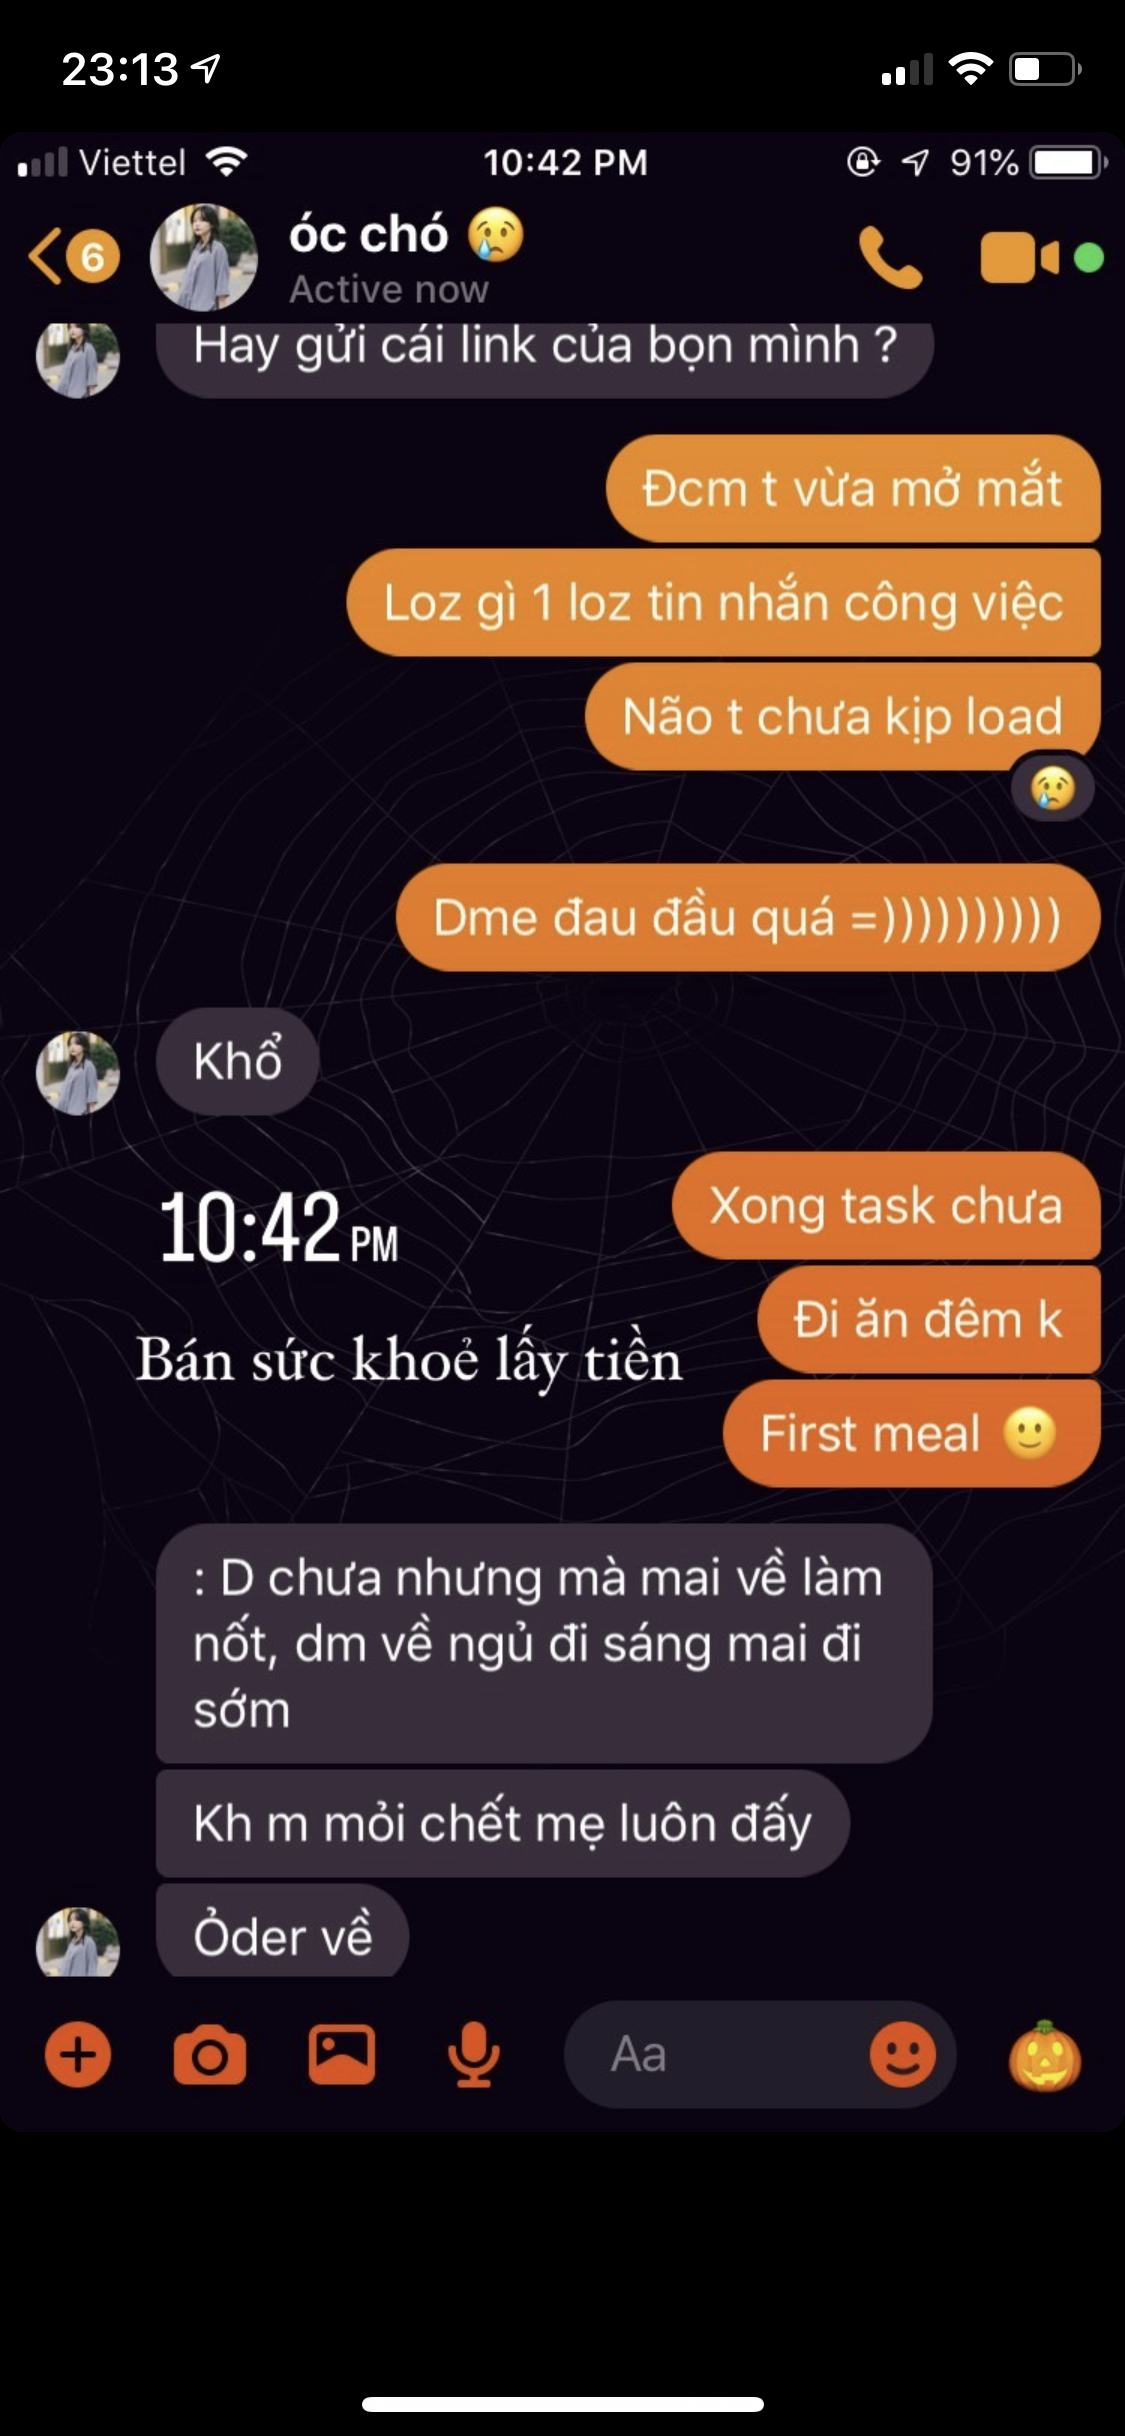 23:13
Viettel 10:42 PM 91%
6 óc chó 😢
Active now
Hay gửi cái link của bọn mình ?
Đcm t vừa mở mắt
Loz gì 1 loz tin nhắn công việc
Não t chưa kịp load
😢
Dme đau đầu quá =))))))))))
Khổ
Xong task chưa
10:42 PM
Đi ăn đêm k
Bán sức khoẻ lấy tiền
First meal 🙂
: D chưa nhưng mà mai về làm
nốt, dm về ngủ đi sáng mai đi
sớm
Kh m mỏi chết mẹ luôn đấy
Ỏder về
Aa